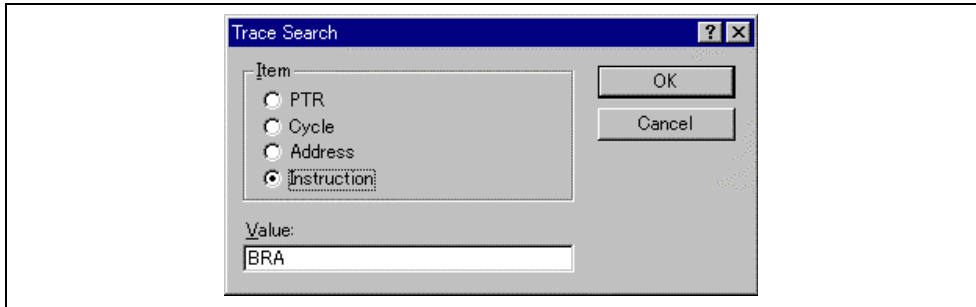 Trace Search
Item
PTR
Cycle
Address
Instruction
OK
Cancel
Value:
BRA